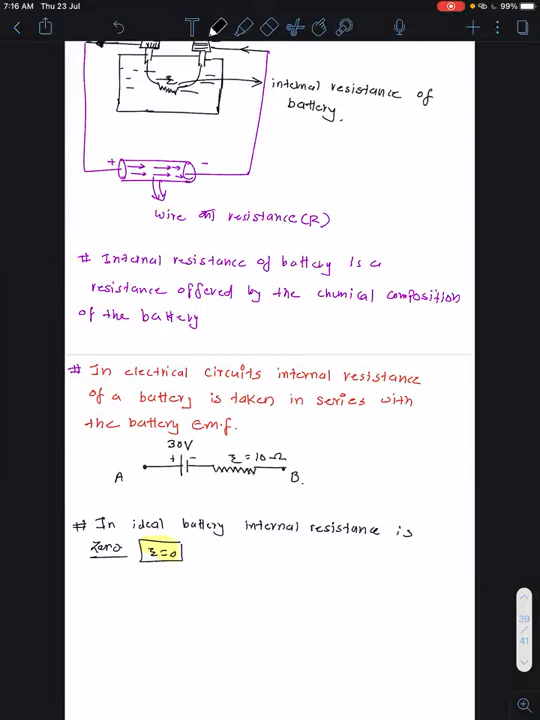 7:16 AM Thu 23 Jul
99%
r
internal resistance of
battery.
+ -
wire का resistance(R)
# Internal resistance of battery is a
resistance offered by the chumical composition
of the battery
# In electrical circuits internal resistance
of a battery is taken in series with
the battery e.m.f.
30V
+ - r=10Ω
A B.
# In ideal battery internal resistance is
Zero r=0
39
/
41